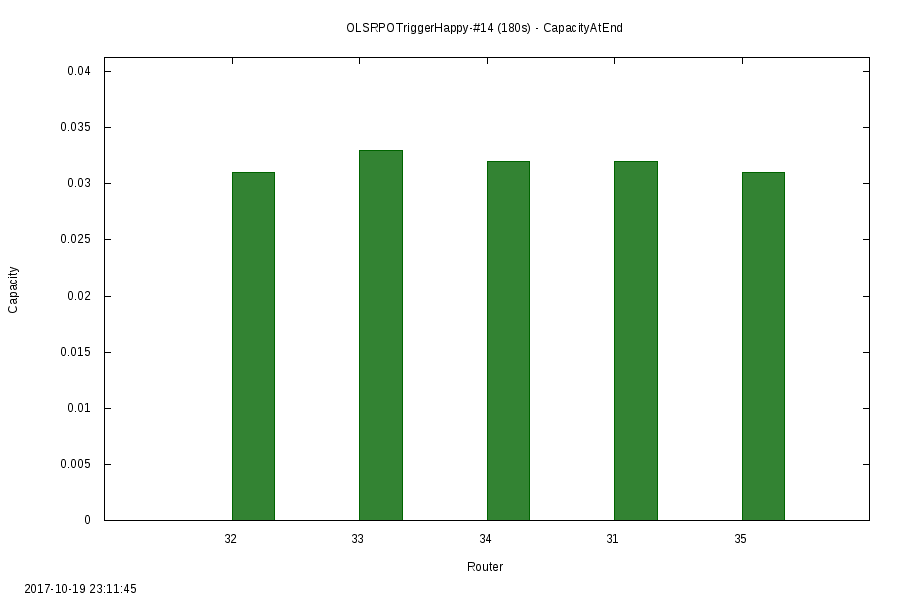 OLSRPOTriggerHappy-#14 (180s) - CapacityAtEnd
0.04
0.035
0.03
0.025
0.02
0.015
0.01
0.005
0
Capacity
32 33 34 31 35
Router
2017-10-19 23:11:45